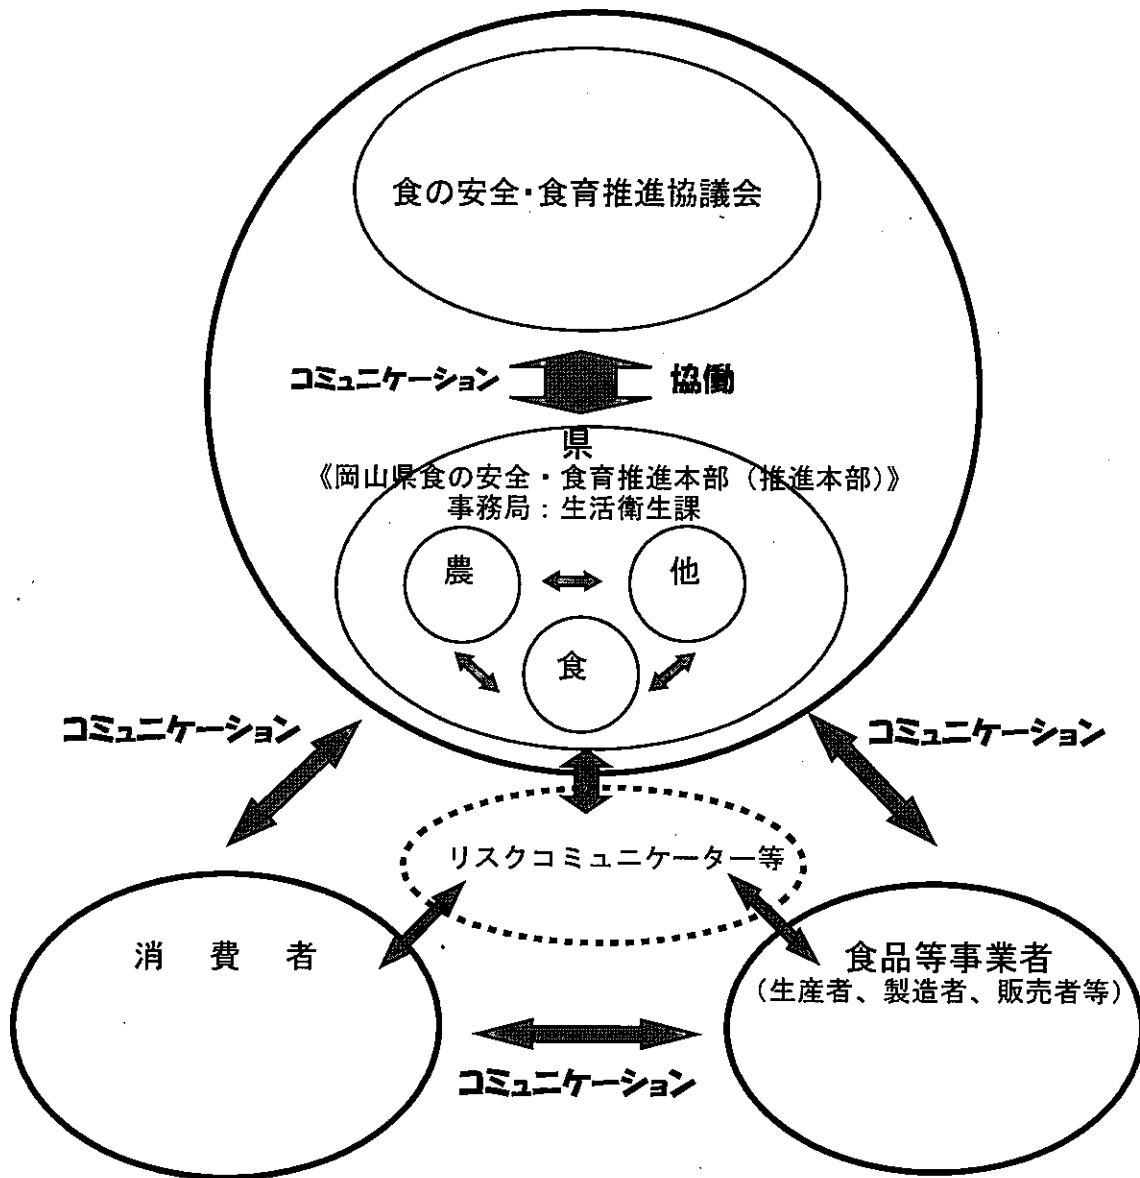 食の安全・食育推進協議会
コミュニケーション
協働
県
《岡山県食の安全・食育推進本部（推進本部）》
事務局：生活衛生課
農
他
食
コミュニケーション
コミュニケーション
リスクコミュニケーター等
消　費　者
食品等事業者
（生産者、製造者、販売者等）
コミュニケーション